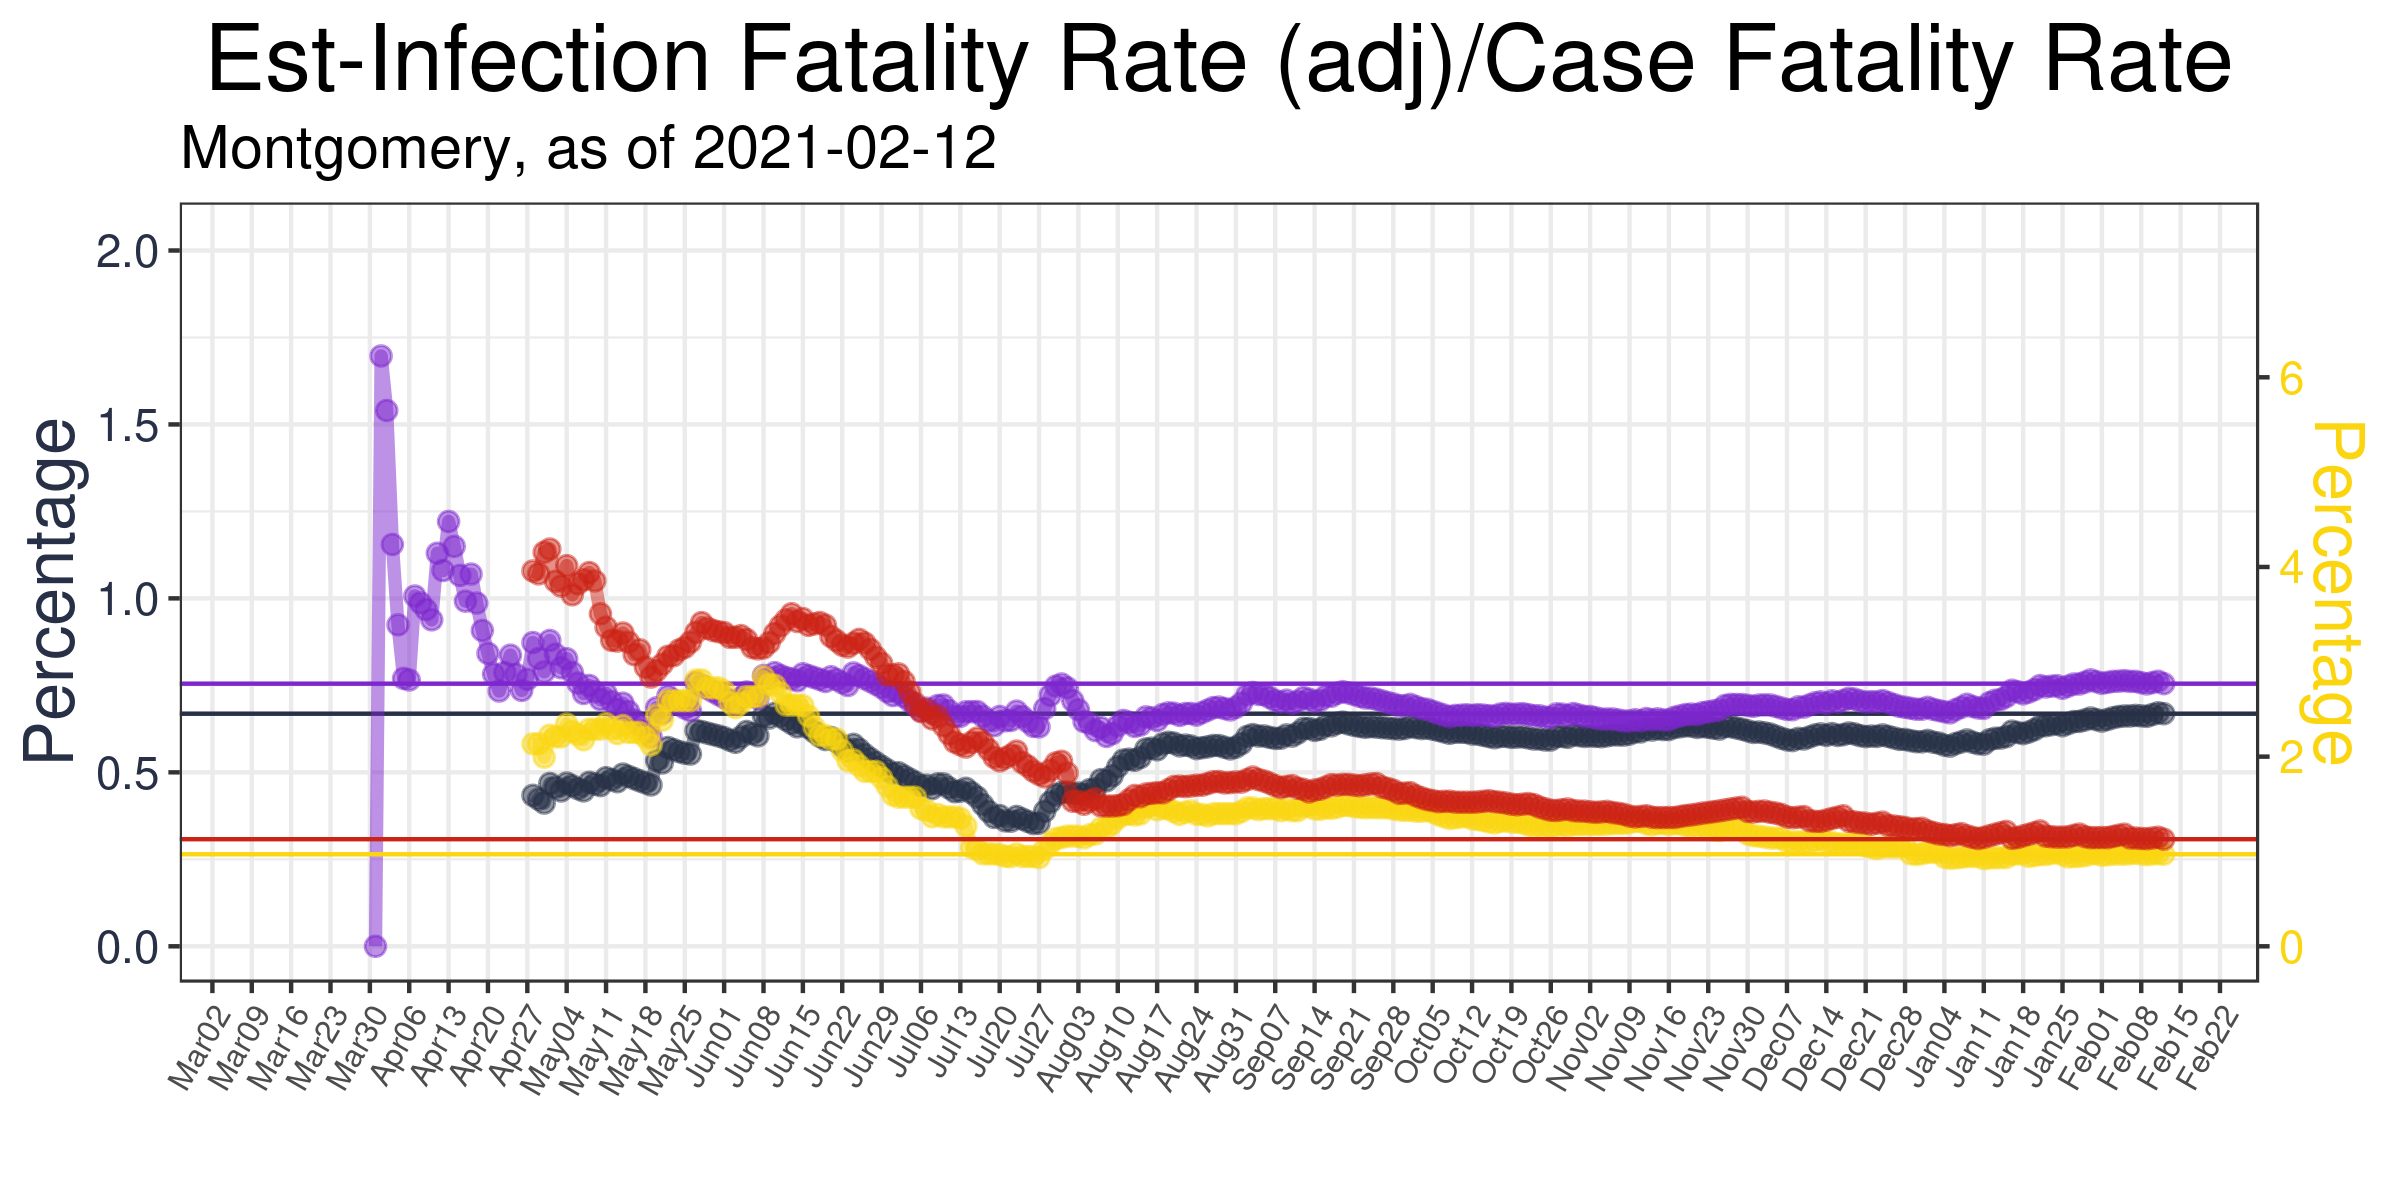 Est-Infection Fatality Rate (adj)/Case Fatality Rate
Montgomery, as of 2021-02-12
Percentage
2.0
1.5
1.0
0.5
0.0
6
4
2
0
Percentage
Mar02 Mar09 Mar16 Mar23 Mar30 Apr06 Apr13 Apr20 Apr27 May04 May11 May18 May25 Jun01 Jun08 Jun15 Jun22 Jun29 Jul06 Jul13 Jul20 Jul27 Aug03 Aug10 Aug17 Aug24 Aug31 Sep07 Sep14 Sep21 Sep28 Oct05 Oct12 Oct19 Oct26 Nov02 Nov09 Nov16 Nov23 Nov30 Dec07 Dec14 Dec21 Dec28 Jan04 Jan11 Jan18 Jan25 Feb01 Feb08 Feb15 Feb22